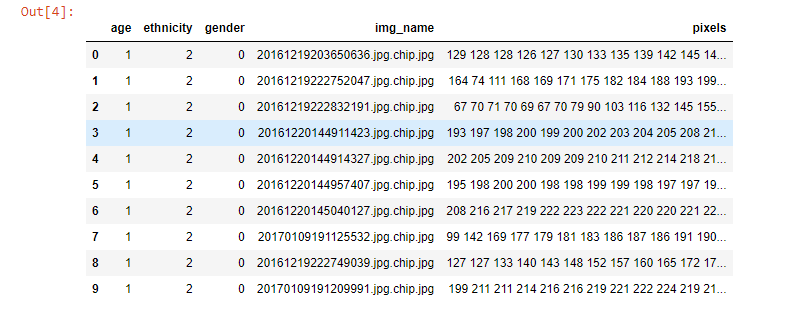 Out[4]:
age ethnicity gender img_name pixels
0 1 2 0 20161219203650636.jpg.chip.jpg 129 128 128 126 127 130 133 135 139 142 145 14...
1 1 2 0 20161219222752047.jpg.chip.jpg 164 74 111 168 169 171 175 182 184 188 193 199...
2 1 2 0 20161219222832191.jpg.chip.jpg 67 70 71 70 69 67 70 79 90 103 116 132 145 155...
3 1 2 0 20161220144911423.jpg.chip.jpg 193 197 198 200 199 200 202 203 204 205 208 21...
4 1 2 0 20161220144914327.jpg.chip.jpg 202 205 209 210 209 209 210 211 212 214 218 21...
5 1 2 0 20161220144957407.jpg.chip.jpg 195 198 200 200 198 198 199 199 198 197 197 19...
6 1 2 0 20161220145040127.jpg.chip.jpg 208 216 217 219 222 223 222 221 220 220 221 22...
7 1 2 0 20170109191125532.jpg.chip.jpg 99 142 169 177 179 181 183 186 187 186 191 190...
8 1 2 0 20161219222749039.jpg.chip.jpg 127 127 133 140 143 148 152 157 160 165 172 17...
9 1 2 0 20170109191209991.jpg.chip.jpg 199 211 211 214 216 216 219 221 222 224 219 21...